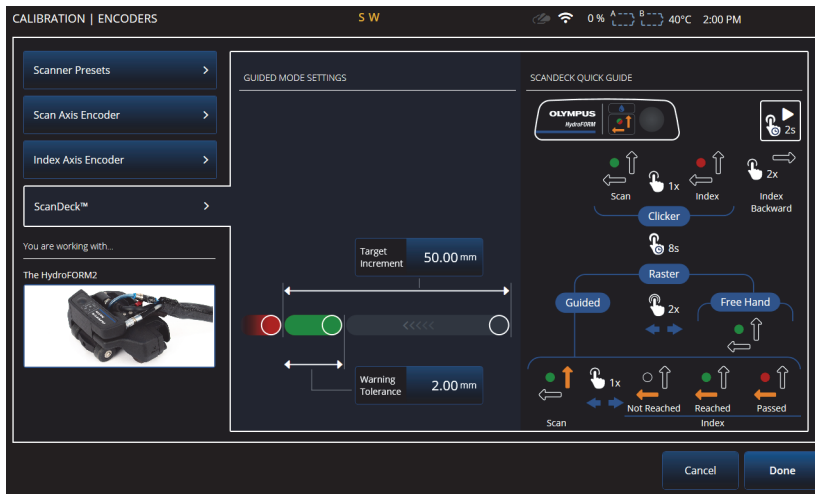 CALIBRATION | ENCODERS
S W
0 % A B 40°C 2:00 PM
Scanner Presets
Scan Axis Encoder
Index Axis Encoder
ScanDeck™
You are working with...
The HydroFORM2
GUIDED MODE SETTINGS
Target
Increment
50.00 mm
Warning
Tolerance
2.00 mm
SCANDECK QUICK GUIDE
OLYMPUS
HydroFORM
2s
1x
2x
Scan
Index
Index
Backward
Clicker
8s
Raster
Guided
2x
Free Hand
1x
Not Reached
Reached
Passed
Scan
Index
Cancel
Done